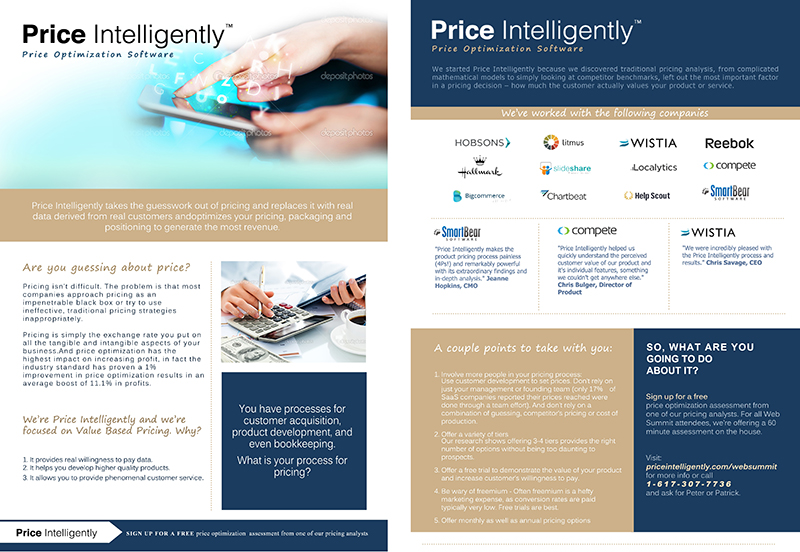 Price Intelligently™
Price Optimization Software
depositphotos
depositphotos
depositphotos
depositphotos
Price Intelligently takes the guesswork out of pricing and replaces it with real
data derived from real customers andoptimizes your pricing, packaging and
positioning to generate the most revenue.
Are you guessing about price?
Pricing isn't difficult. The problem is that most
companies approach pricing as an
impenetrable black box or try to use
ineffective, traditional pricing strategies
inappropriately.
Pricing is simply the exchange rate you put on
all the tangible and intangible aspects of your
business.And price optimization has the
highest impact on increasing profit, in fact the
industry standard has proven a 1%
improvement in price optimization results in an
average boost of 11.1% in profits.
We're Price Intelligently and we're
focused on Value Based Pricing. Why?
1. It provides real willingness to pay data.
2. It helps you develop higher quality products.
3. It allows you to provide phenomenal customer service.
You have processes for
customer acquisition,
product development, and
even bookkeeping.
What is your process for
pricing?
Price Intelligently
SIGN UP FOR A FREE price optimization assessment from one of our pricing analysts
Price Intelligently™
Price Optimization Software
We started Price Intelligently because we discovered traditional pricing analysis, from complicated
mathematical models to simply looking at competitor benchmarks, left out the most important factor
in a pricing decision – how much the customer actually values your product or service.
We've worked with the following companies
HOBSONS
litmus
WISTIA
Reebok
Hallmark
slideshare
Localytics
compete
Bigcommerce
Chartbeat
Help Scout
SmartBear
SOFTWARE
SmartBear
SOFTWARE
"Price Intelligently makes the
product pricing process painless
(4Ps!) and remarkably powerful
with its extraordinary findings and
in-depth analysis." Jeanne
Hopkins, CMO
compete
"Price Intelligently helped us
quickly understand the perceived
customer value of our product and
it's individual features, something
we couldn't get anywhere else."
Chris Bulger, Director of
Product
WISTIA
"We were incredibly pleased with
the Price Intelligently process and
results." Chris Savage, CEO
A couple points to take with you:
1. Involve more people in your pricing process:
Use customer development to set prices. Don't rely on
just your management or founding team (only 17% of
SaaS companies reported their prices reached were
done through a team effort). And don't rely on a
combination of guessing, competitor's pricing or cost of
production.
2. Offer a variety of tiers
Our research shows offering 3-4 tiers provides the right
number of options without being too daunting to
prospects.
3. Offer a free trial to demonstrate the value of your product
and increase customer's willingness to pay.
4. Be wary of freemium - Often freemium is a hefty
marketing expense, as conversion rates are paid
typically very low. Free trials are best.
5. Offer monthly as well as annual pricing options
SO, WHAT ARE YOU
GOING TO DO
ABOUT IT?
Sign up for a free
price optimization assessment from
one of our pricing analysts. For all Web
Summit attendees, we're offering a 60
minute assessment on the house.
Visit:
priceintelligently.com/websummit
for more info or call
1-617-307-7736
and ask for Peter or Patrick.